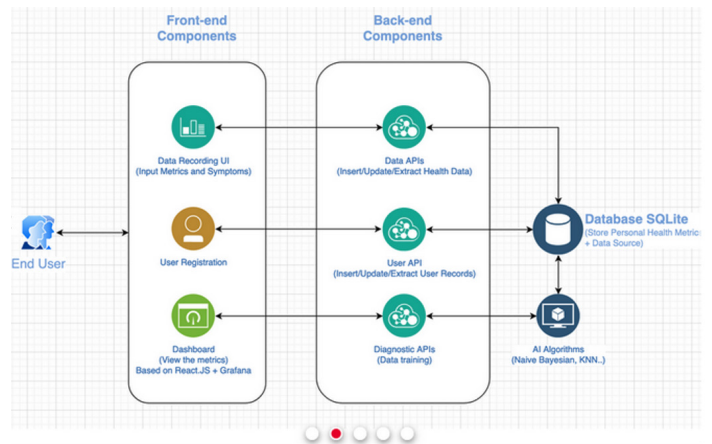 Front-end
Components
Back-end
Components
Data Recording UI
(Input Metrics and Symptoms)
Data APIs
(Insert/Update/Extract Health Data)
End User
User Registration
User API
(Insert/Update/Extract User Records)
Database SQLite
(Store Personal Health Metric
+ Data Source)
Dashboard
(View the metrics)
Based on React.JS + Grafana
Diagnostic APIs
(Data training)
AI Algorithms
(Naive Bayesian, KNN..)